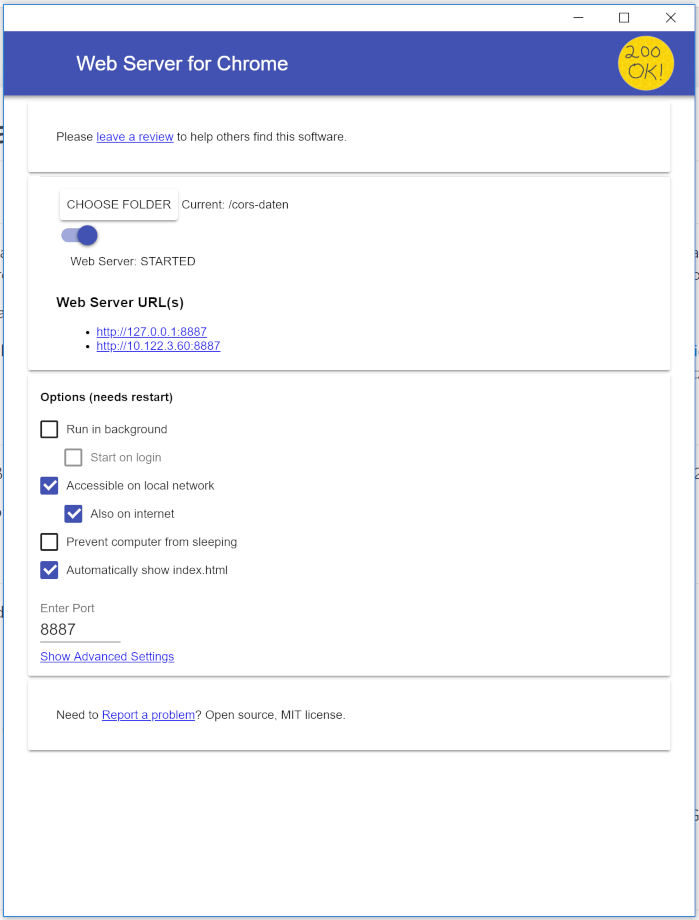 Web Server for Chrome
200
OK!
Please leave a review to help others find this software.
CHOOSE FOLDER Current: /cors-daten
Web Server: STARTED
Web Server URL(s)
http://127.0.0.1:8887
http://10.122.3.60:8887
Options (needs restart)
Run in background
Start on login
Accessible on local network
Also on internet
Prevent computer from sleeping
Automatically show index.html
Enter Port
8887
Show Advanced Settings
Need to Report a problem? Open source, MIT license.